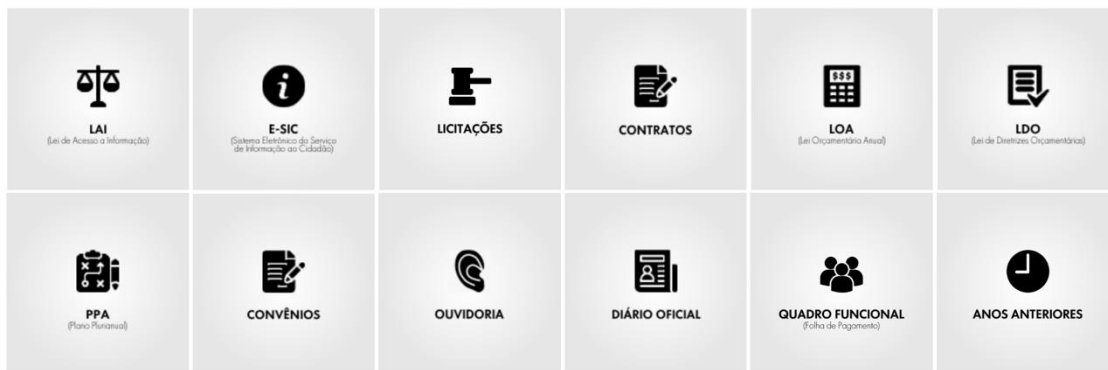 LAI
(Lei de Acesso a Informação)
E-SIC
(Sistema Eletrônico do Serviço
de Informação ao Cidadão)
LICITAÇÕES
CONTRATOS
$$$
LOA
(Lei Orçamentária Anual)
LDO
(Lei de Diretrizes Orçamentárias)
PPA
(Plano Plurianual)
CONVÊNIOS
OUVIDORIA
DIÁRIO OFICIAL
QUADRO FUNCIONAL
(Folha de Pagamento)
ANOS ANTERIORES